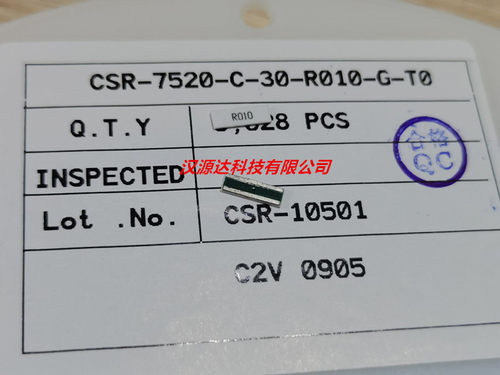 CSR-7520-C-30-R010-G-T0
Q.T.Y
R010
,628 PCS
合格
QC
汉源达科技有限公司
INSPECTED
Lot .No.
CSR-10501
C2V 0905